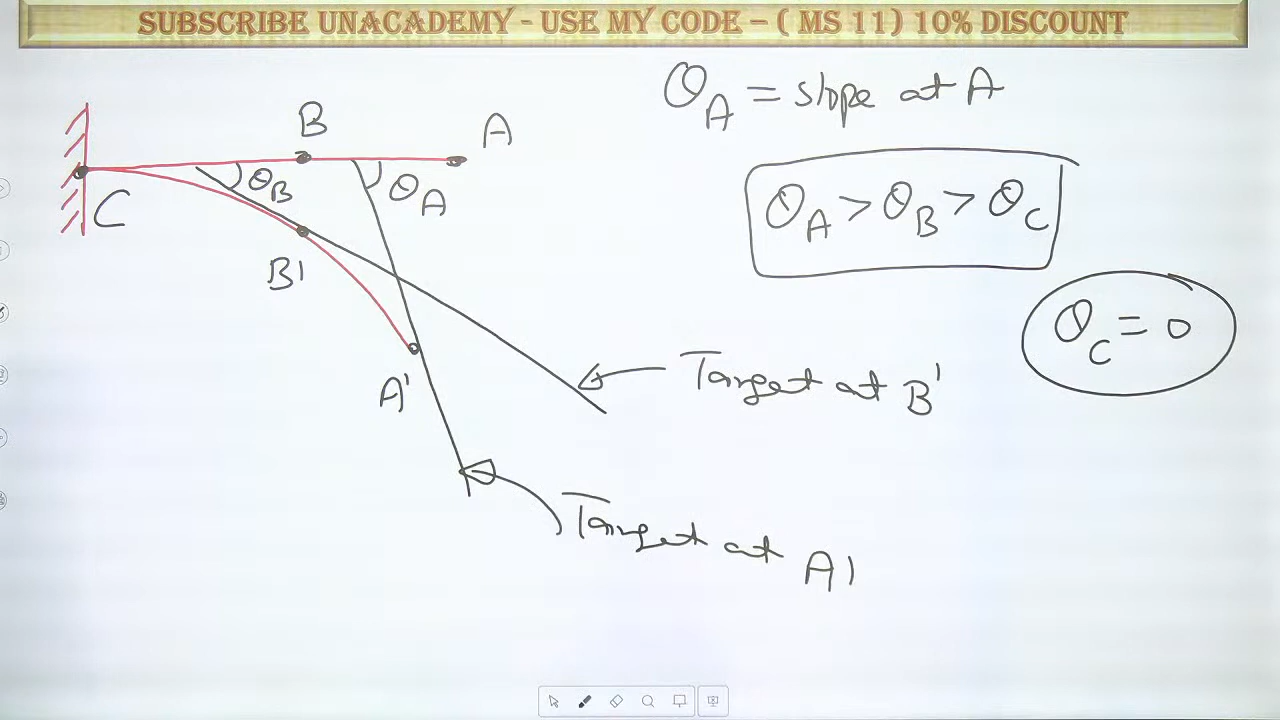 SUBSCRIBE UNACADEMY - USE MY CODE – ( MS 11) 10% DISCOUNT
θA = slope at A
B
A
θB
θA
C
θA > θB > θC
B'
θC = 0
A'
Tangent at B'
Tangent at A'